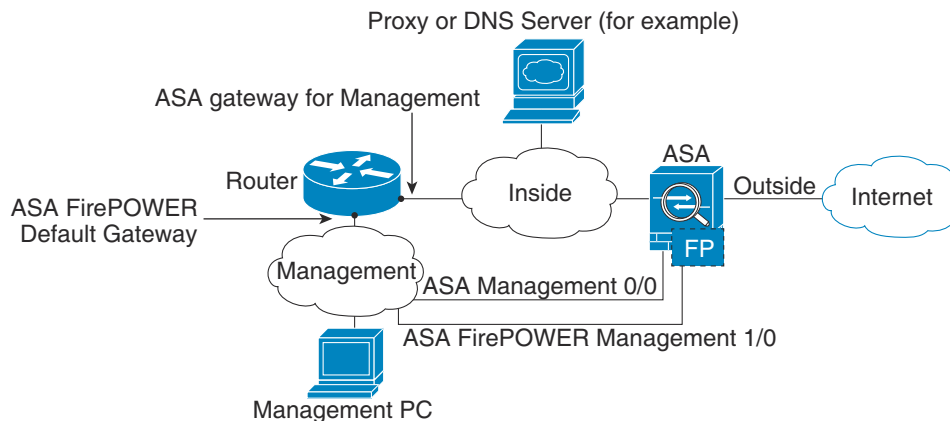 Proxy or DNS Server (for example)
ASA gateway for Management
ASA
Router
Inside
Outside
Internet
ASA FirePOWER
Default Gateway
FP
Management
ASA Management 0/0
ASA FirePOWER Management 1/0
Management PC